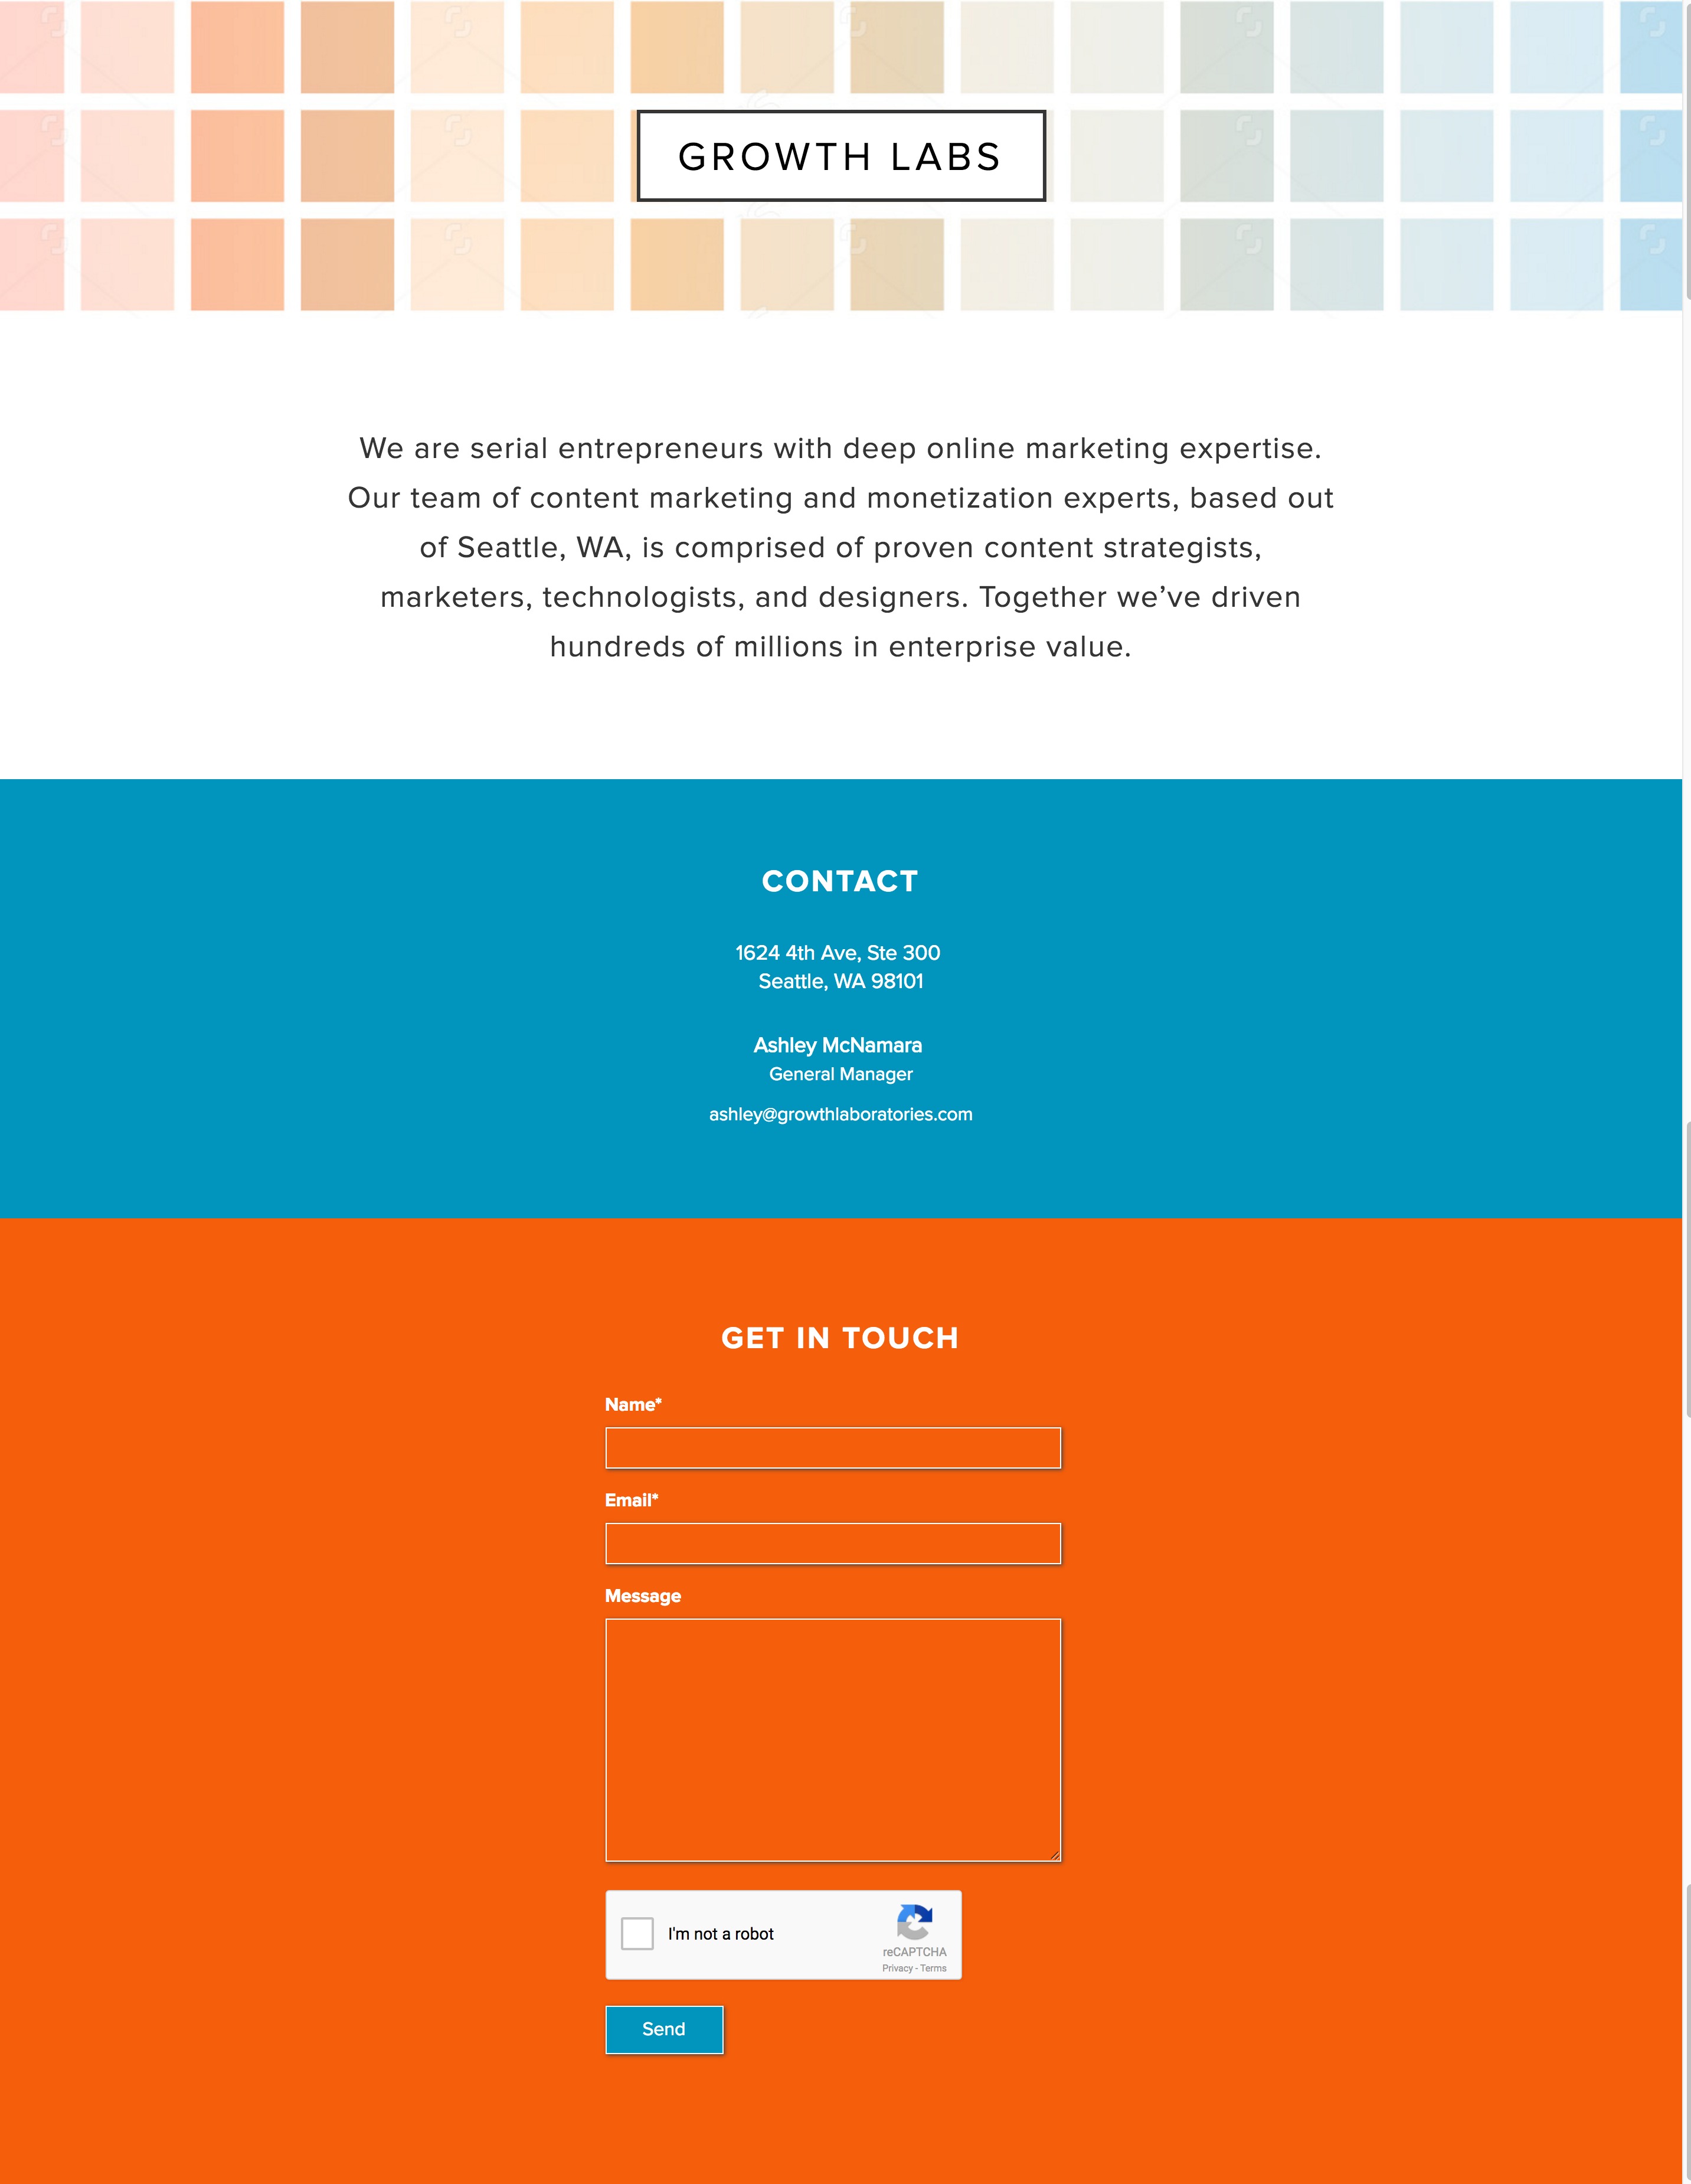 GROWTH LABS
We are serial entrepreneurs with deep online marketing expertise.
Our team of content marketing and monetization experts, based out
of Seattle, WA, is comprised of proven content strategists,
marketers, technologists, and designers. Together we’ve driven
hundreds of millions in enterprise value.
CONTACT
1624 4th Ave, Ste 300
Seattle, WA 98101
Ashley McNamara
General Manager
ashley@growthlaboratories.com
GET IN TOUCH
Name*
Email*
Message
I'm not a robot
reCAPTCHA
Privacy - Terms
Send